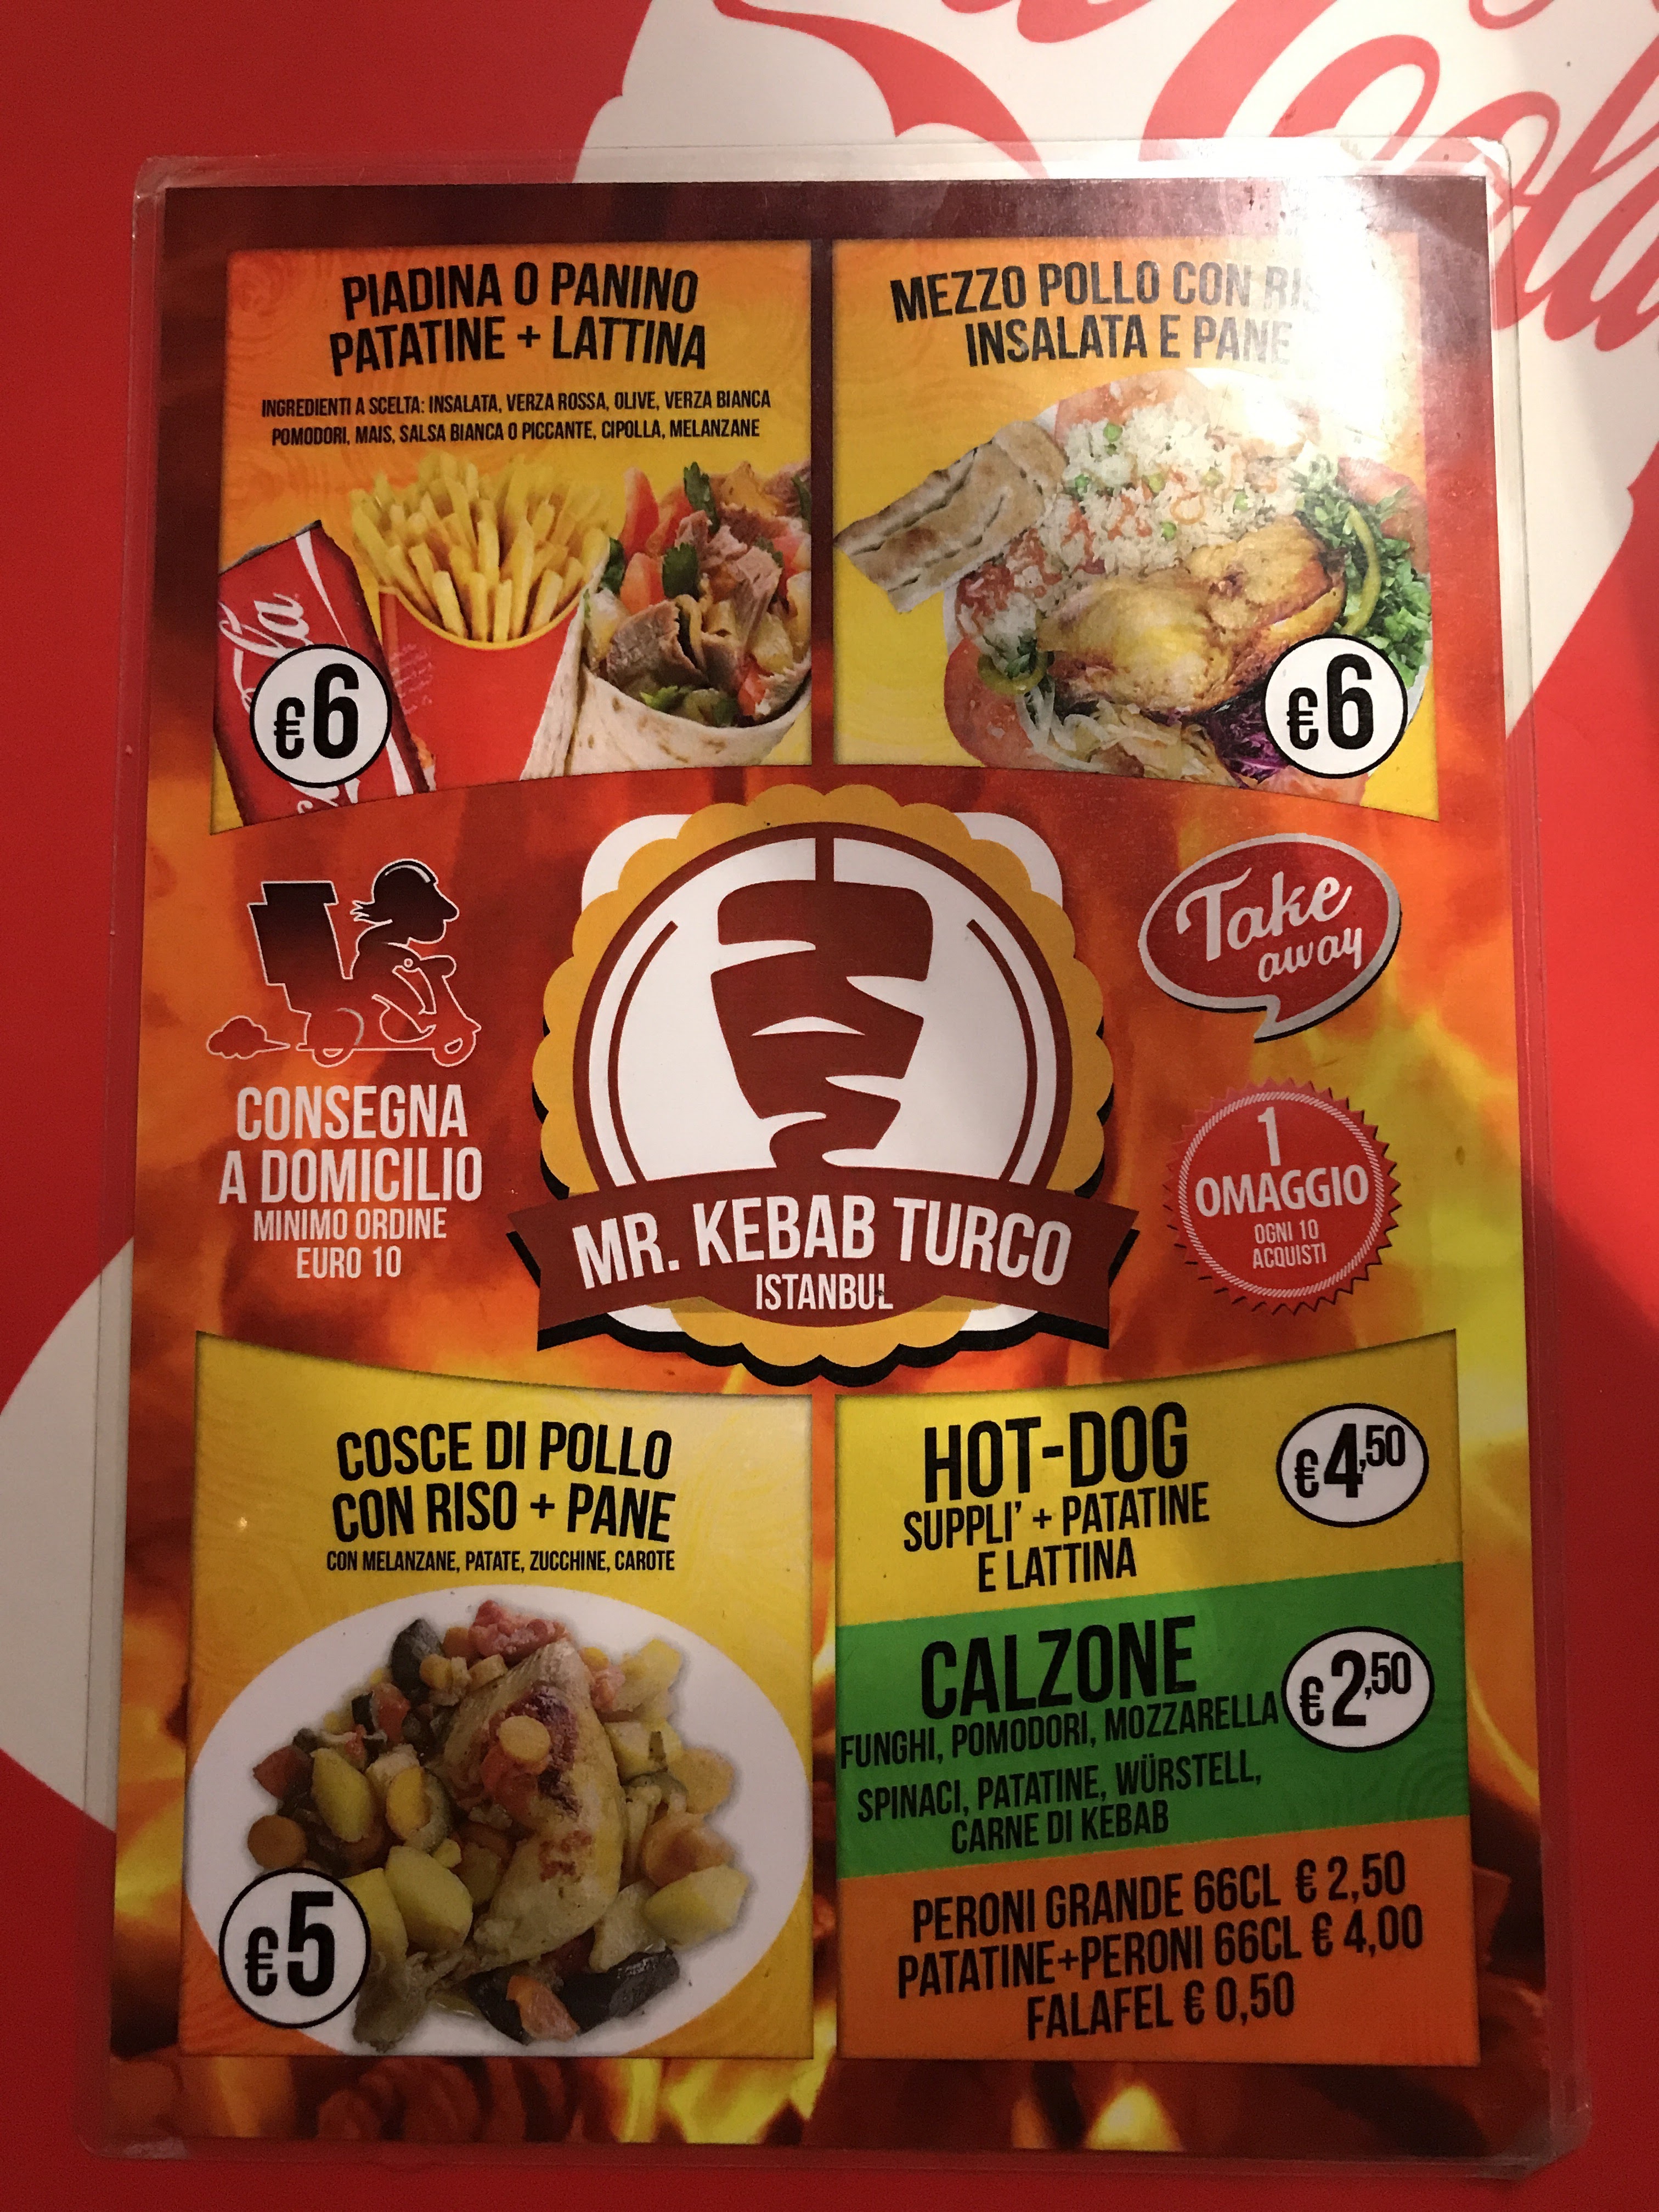 Cola
PIADINA O PANINO
PATATINE + LATTINA
INGREDIENTI A SCELTA: INSALATA, VERZA ROSSA, OLIVE, VERZA BIANCA
POMODORI, MAIS, SALSA BIANCA O PICCANTE, CIPOLLA, MELANZANE
€6
MEZZO POLLO CON
INSALATA E PANE
€6
CONSEGNA
A DOMICILIO
MINIMO ORDINE
EURO 10
MR. KEBAB TURCO
ISTANBUL
Take
away
1
OMAGGIO
OGNI 10
ACQUISTI
COSCE DI POLLO
CON RISO + PANE
CON MELANZANE, PATATE, ZUCCHINE, CAROTE
€5
HOT-DOG
SUPPLI' + PATATINE
E LATTINA
€4,50
CALZONE
FUNGHI, POMODORI, MOZZARELLA
SPINACI, PATATINE, WÜRSTELL,
CARNE DI KEBAB
€2,50
PERONI GRANDE 66CL € 2,50
PATATINE+PERONI 66CL € 4,00
FALAFEL € 0,50